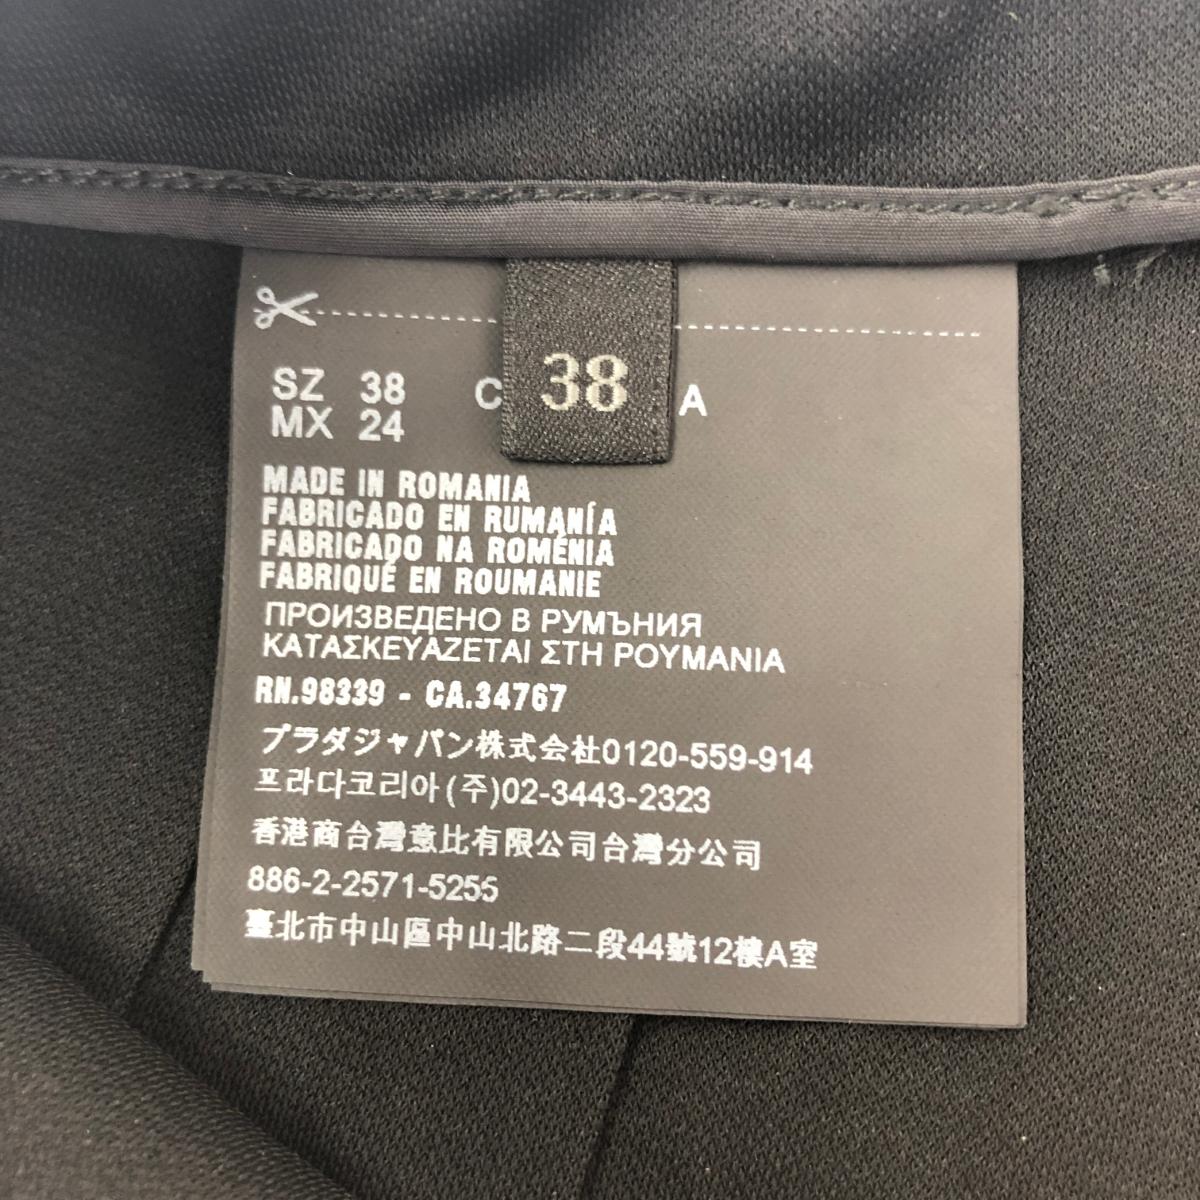 38
SZ 38
MX 24
MADE IN ROMANIA
FABRICADO EN RUMANÍA
FABRICADO NA ROMÉNIA
FABRIQUÉ EN ROUMANIE
ПРОИЗВЕДЕНО В РУМЪНИЯ
ΚΑΤΑΣΚΕΥΑΖΕΤΑΙ ΣΤΗ ΡΟΥΜΑΝΙΑ
RN.98339 - CA.34767
プラダジャパン株式会社0120-559-914
프라다코리아(주)02-3443-2323
香港商台灣意比有限公司台灣分公司
886-2-2571-5255
臺北市中山區中山北路二段44號12樓A室